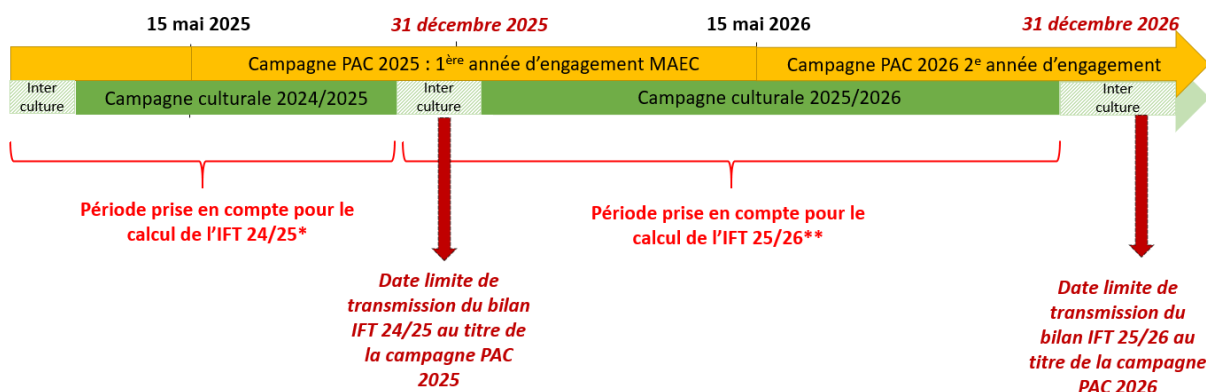 15 mai 2025
31 décembre 2025
15 mai 2026
31 décembre 2026
Campagne PAC 2025 : 1ère année d’engagement MAEC
Campagne PAC 2026 2e année d’engagement
Inter
culture
Campagne culturale 2024/2025
Inter
culture
Campagne culturale 2025/2026
Inter
culture
Période prise en compte pour le
calcul de l’IFT 24/25*
Période prise en compte pour le
calcul de l’IFT 25/26**
Date limite de
transmission du bilan
IFT 24/25 au titre de
la campagne PAC
2025
Date limite de
transmission du
bilan IFT 25/26 au
titre de la campagne
PAC 2026